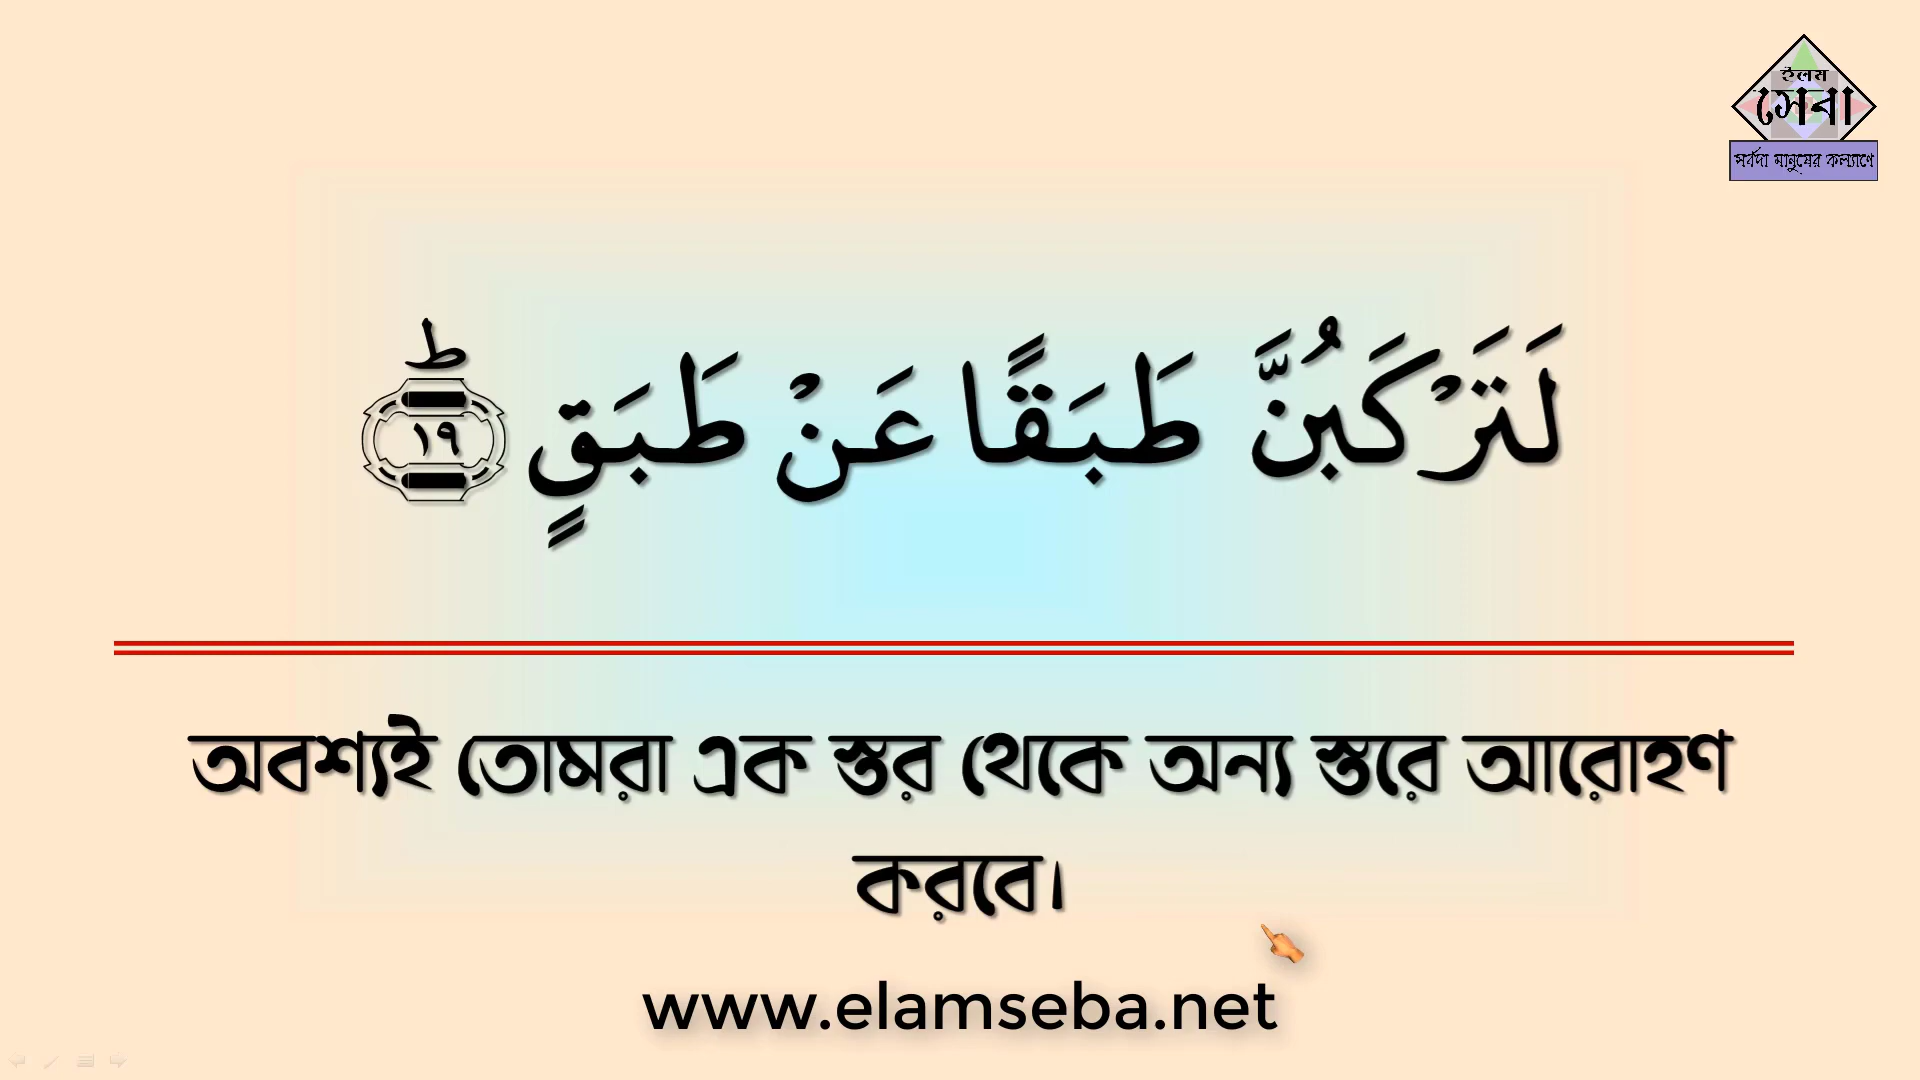 ইলম
সেবা
সর্বদা মানুষের কল্যাণে
لَتَرْكَبُنَّ طَبَقًا عَنْ طَبَقٍ ؕ ١٩
অবশ্যই তোমরা এক স্তর থেকে অন্য স্তরে আরোহণ
করবে।
www.elamseba.net